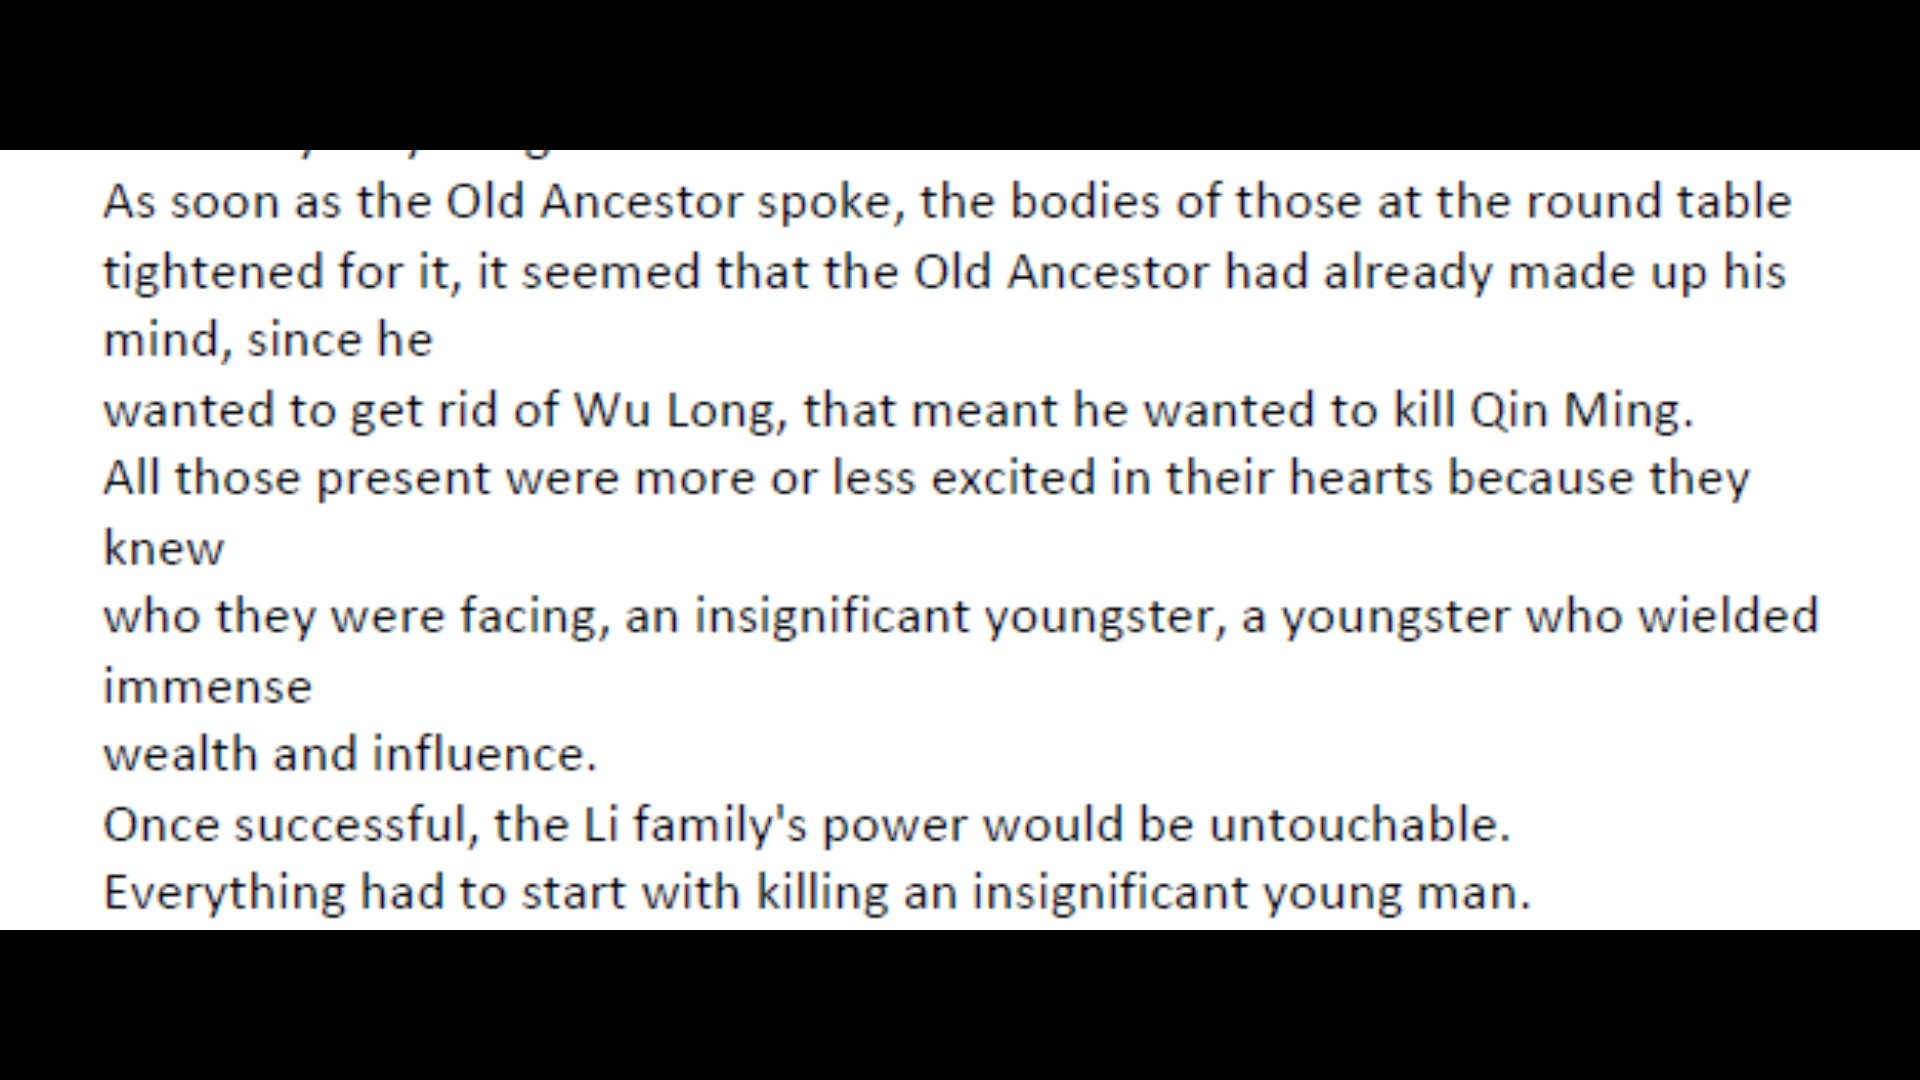 As soon as the Old Ancestor spoke, the bodies of those at the round table
tightened for it, it seemed that the Old Ancestor had already made up his
mind, since he
wanted to get rid of Wu Long, that meant he wanted to kill Qin Ming.
All those present were more or less excited in their hearts because they
knew
who they were facing, an insignificant youngster, a youngster who wielded
immense
wealth and influence.
Once successful, the Li family's power would be untouchable.
Everything had to start with killing an insignificant young man.